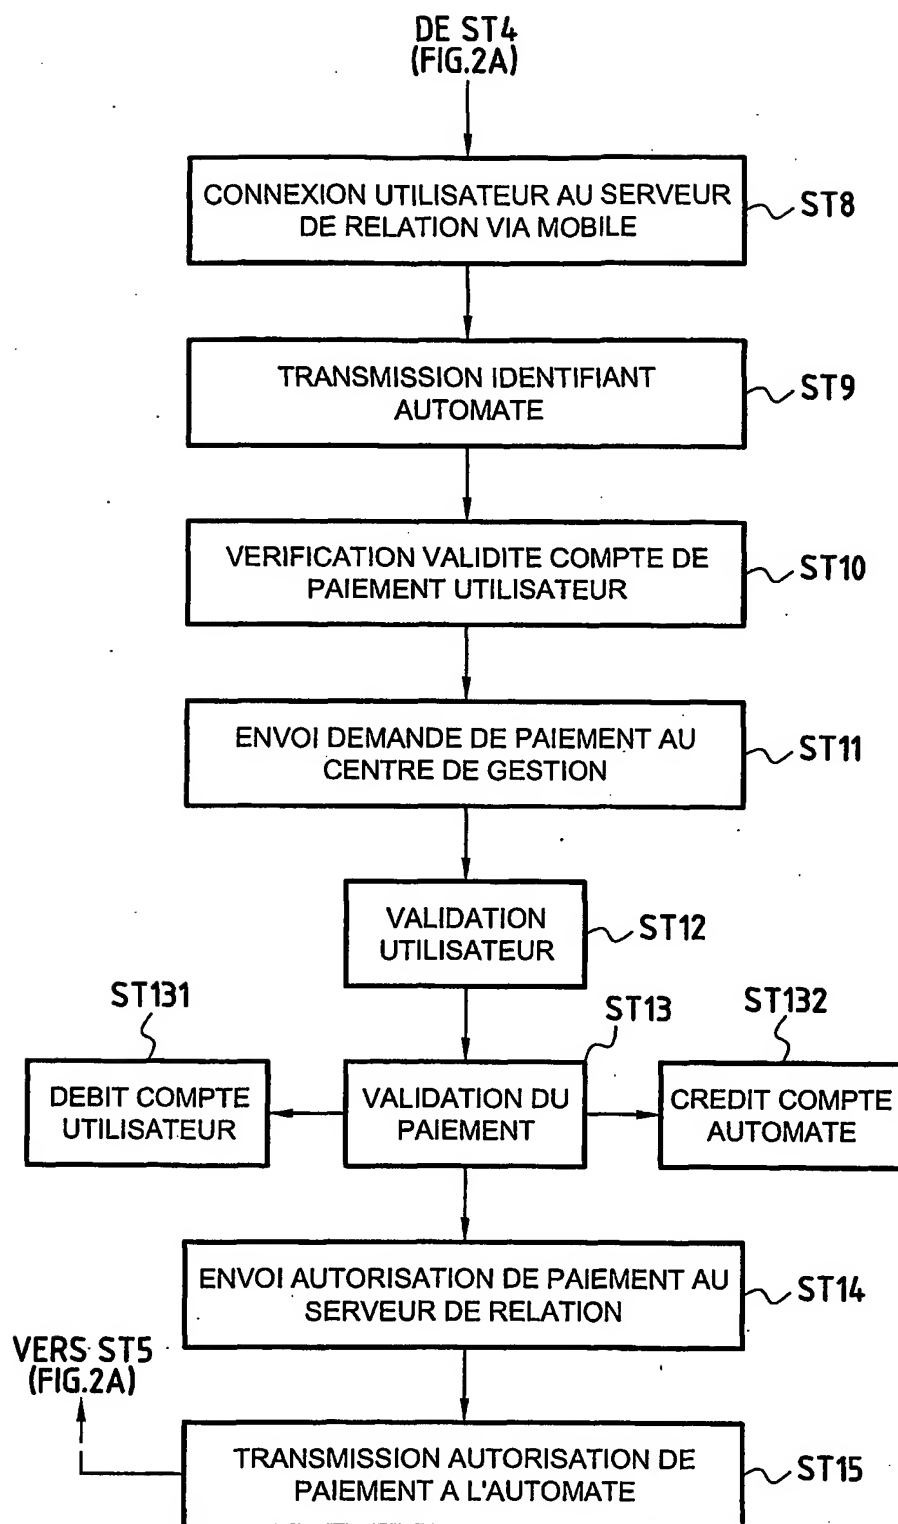 DE ST4
(FIG.2A)
CONNEXION UTILISATEUR AU SERVEUR
DE RELATION VIA MOBILE
ST8
TRANSMISSION IDENTIFIANT
AUTOMATE
ST9
VERIFICATION VALIDITE COMPTE DE
PAIEMENT UTILISATEUR
ST10
ENVOI DEMANDE DE PAIEMENT AU
CENTRE DE GESTION
ST11
VALIDATION
UTILISATEUR
ST12
ST131
ST13
ST132
DEBIT COMPTE
UTILISATEUR
VALIDATION DU
PAIEMENT
CREDIT COMPTE
AUTOMATE
ENVOI AUTORISATION DE PAIEMENT AU
SERVEUR DE RELATION
ST14
VERS ST5
(FIG.2A)
TRANSMISSION AUTORISATION DE
PAIEMENT A L'AUTOMATE
ST15